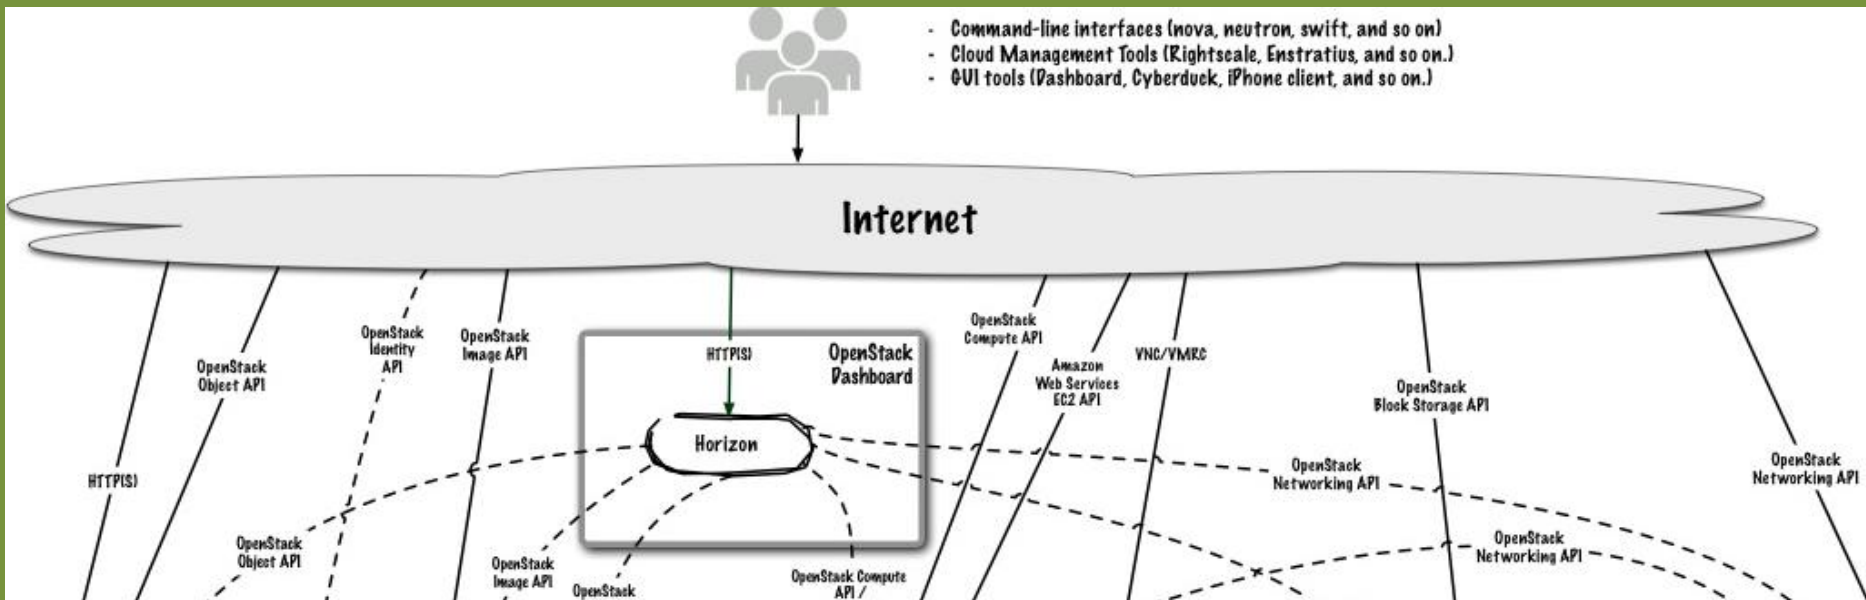 - Command-line interfaces (nova, neutron, swift, and so on)
- Cloud Management Tools (Rightscale, Enstratius, and so on.)
- GUI tools (Dashboard, Cyberduck, iPhone client, and so on.)
Internet
HTTP(S)
OpenStack
Object API
OpenStack
Identity
API
OpenStack
Image API
HTTP(S)
OpenStack
Dashboard
Horizon
OpenStack
Compute API
Amazon
Web Services
EC2 API
VNC/VMRC
OpenStack
Block Storage API
OpenStack
Networking API
OpenStack
Networking API
OpenStack
Object API
OpenStack
Image API
OpenStack
OpenStack Compute
API /
OpenStack
Networking API